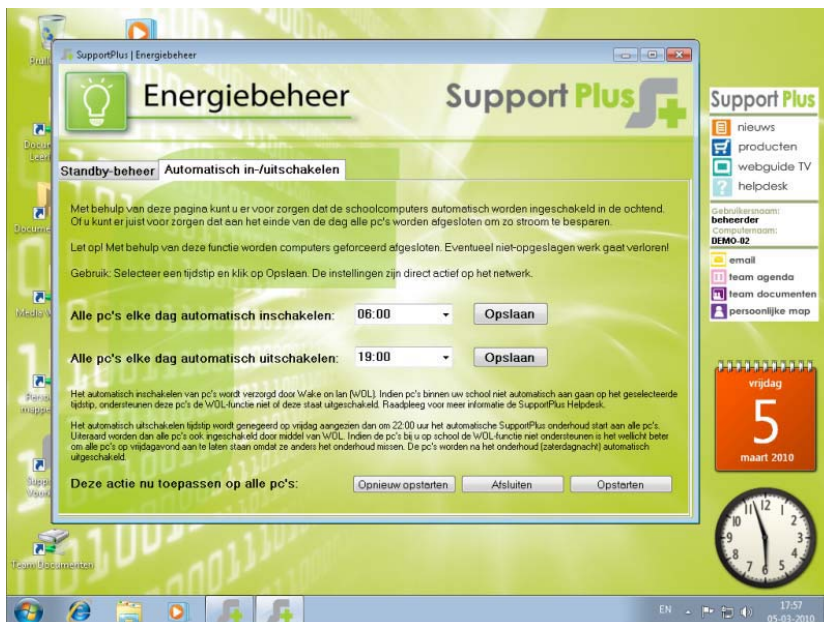 SupportPlus | Energiebeheer
Energiebeheer
Support Plus
Standby-beheer
Automatisch in-/uitschakelen
Met behulp van deze pagina kunt u er voor zorgen dat de schoolcomputers automatisch worden ingeschakeld in de ochtend.
Of u kunt er juist voor zorgen dat aan het einde van de dag alle pc's worden afgesloten om zo stroom te besparen.
Let op! Met behulp van deze functie worden computers geforceerd afgesloten. Eventueel niet-opgeslagen werk gaat verloren!
Gebruik: Selecteer een tijdstip en klik op Opslaan. De instellingen zijn direct actief op het netwerk.
Alle pc's elke dag automatisch inschakelen: 06:00 Opslaan
Alle pc's elke dag automatisch uitschakelen: 19:00 Opslaan
Het automatisch inschakelen van pc's wordt verzorgd door Wake on lan (WOL). Indien pc's binnen uw school niet automatisch aan gaan op het geselecteerde
tijdstip, ondersteunen deze pc's de WOL-functie niet of deze staat uitgeschakeld. Raadpleeg voor meer informatie de SupportPlus Helpdesk.
Het automatisch uitschakelen tijdstip wordt genegeerd op vrijdag aangezien dan om 22:00 uur het automatische SupportPlus onderhoud start aan alle pc's.
Uiteraard worden dan alle pc's ook ingeschakeld door middel van WOL. Indien de pc's bij u op school de WOL-functie niet ondersteunen is het wellicht beter
om alle pc's op vrijdagavond aan te laten staan omdat ze anders het onderhoud missen. De pc's worden na het onderhoud (zaterdagnacht) automatisch
uitgeschakeld.
Deze actie nu toepassen op alle pc's: Opnieuw opstarten Afsluiten Opstarten
Team Documenten
Support Plus
nieuws
producten
webguide TV
helpdesk
Gebruikersnaam:
beheerder
Computernaam:
DEMO-02
email
team agenda
team documenten
persoonlijke map
vrijdag
5
maart 2010
12
1
2
3
4
5
6
7
8
9
10
11
EN
17:57
05-03-2010